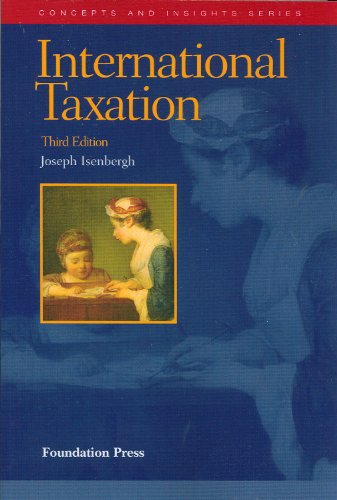 CONCEPTS AND INSIGHTS SERIES
International
Taxation
Third Edition
Joseph Isenbergh
Foundation Press